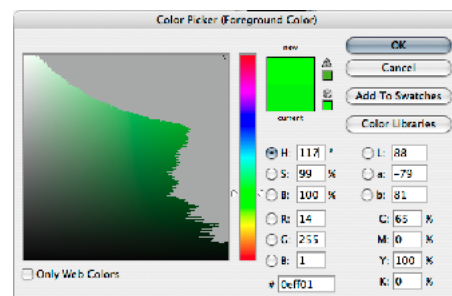 Color Picker (Foreground Color)
new
current
OK
Cancel
Add To Swatches
Color Libraries
H: 117 °
S: 99 %
B: 100 %
R: 14
G: 255
B: 1
# 0eff01
L: 88
a: -79
b: 81
C: 65 %
M: 0 %
Y: 100 %
K: 0 %
Only Web Colors